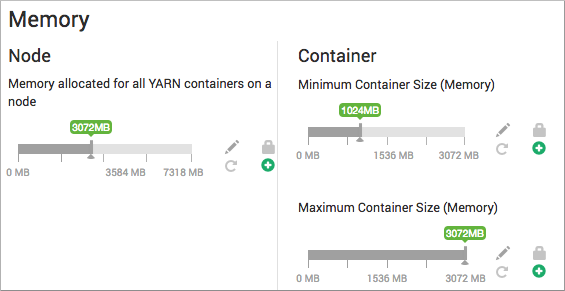 Memory
Node
Memory allocated for all YARN containers on a
node
3072MB
0 MB
3584 MB
7318 MB
Container
Minimum Container Size (Memory)
1024MB
0 MB
1536 MB
3072 MB
Maximum Container Size (Memory)
3072MB
0 MB
1536 MB
3072 MB